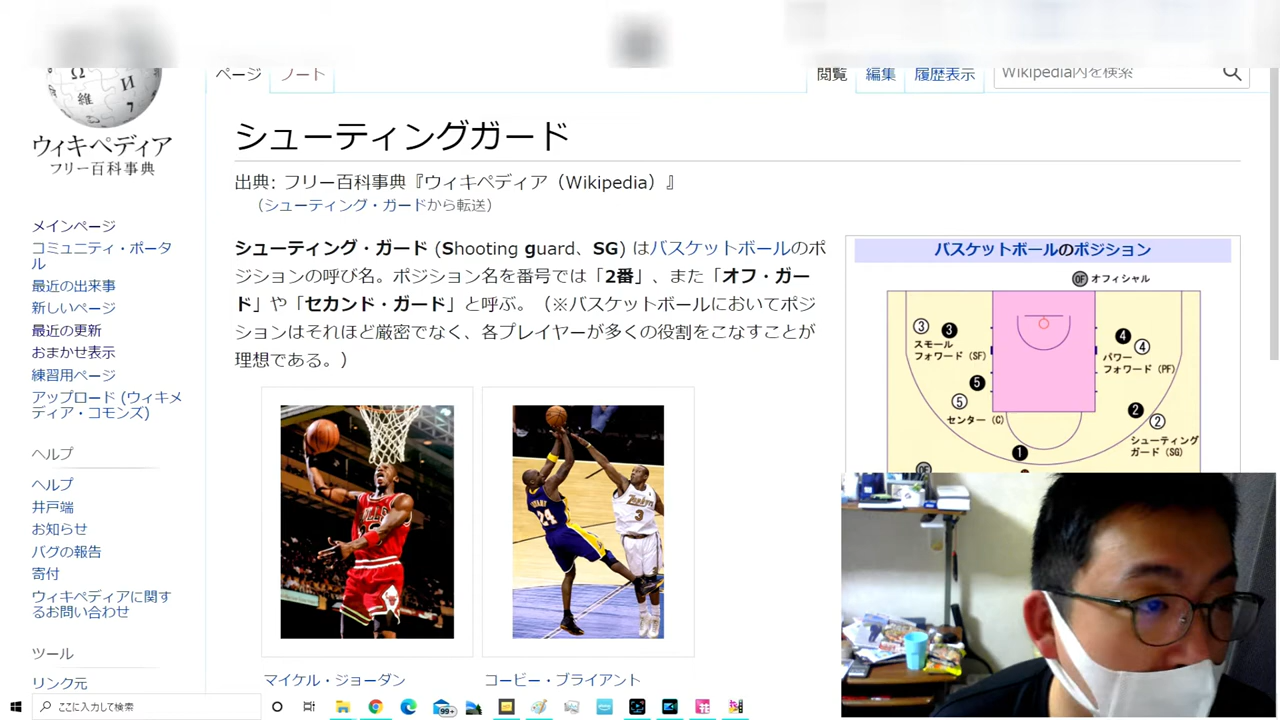 ウィキペディア
フリー百科事典
メインページ
コミュニティ・ポータ
ル
最近の出来事
新しいページ
最近の更新
おまかせ表示
練習用ページ
アップロード (ウィキメ
ディア・コモンズ)
ヘルプ
ヘルプ
井戸端
お知らせ
バグの報告
寄付
ウィキペディアに関す
るお問い合わせ
ツール
リンク元
ページ ノート
閲覧 編集 履歴表示 Wikipedia内を検索
シューティングガード
出典: フリー百科事典『ウィキペディア（Wikipedia）』
（シューティング・ガードから転送）
シューティング・ガード (Shooting guard、SG) はバスケットボールのポ
ジションの呼び名。ポジション名を番号では「2番」、また「オフ・ガー
ド」や「セカンド・ガード」と呼ぶ。（※バスケットボールにおいてポジ
ションはそれほど厳密でなく、各プレイヤーが多くの役割をこなすことが
理想である。）
BULLS
24
3
マイケル・ジョーダン
コービー・ブライアント
バスケットボールのポジション
OF オフィシャル
3 3
スモール
フォワード (SF)
4 4
パワー
フォワード (PF)
5
5
センター (C)
2
2
シューティング
ガード (SG)
1
OF
ここに入力して検索
99+